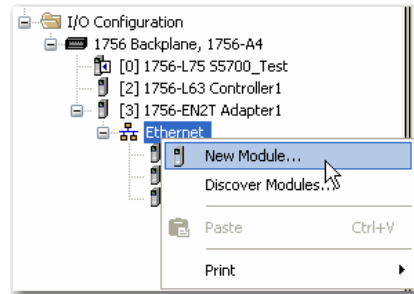 I/O Configuration
1756 Backplane, 1756-A4
[0] 1756-L75 S5700_Test
[2] 1756-L63 Controller1
[3] 1756-EN2T Adapter1
Ethernet
New Module...
Discover Modules...
Paste Ctrl+V
Print